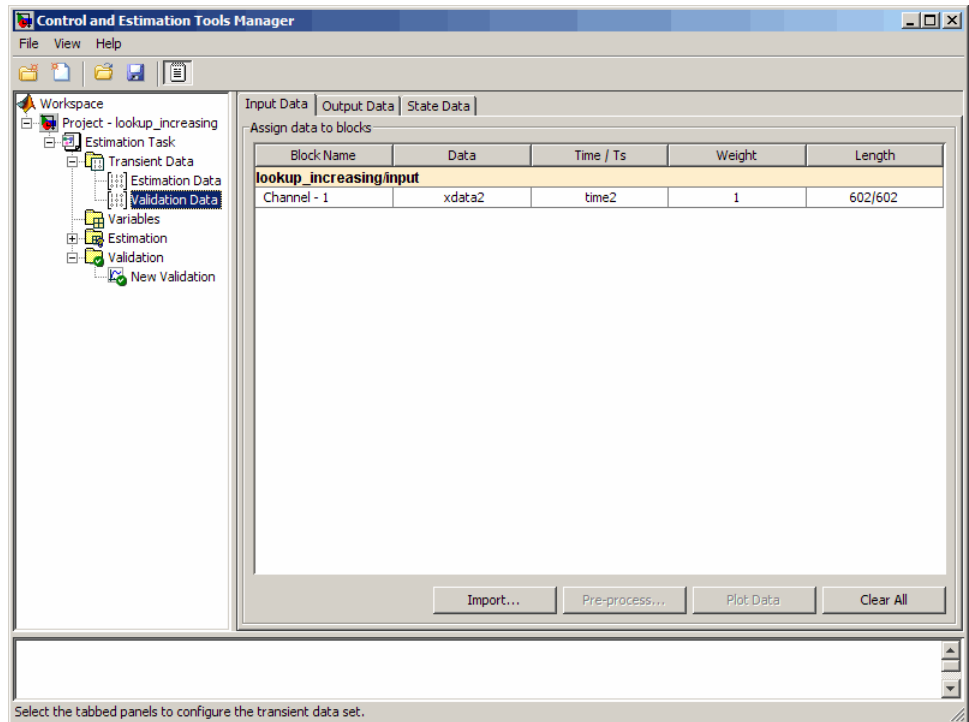 Control and Estimation Tools Manager
File View Help
Workspace
Project - lookup_increasing
Estimation Task
Transient Data
Estimation Data
Validation Data
Variables
Estimation
Validation
New Validation
Input Data Output Data State Data
Assign data to blocks
Block Name Data Time / Ts Weight Length
lookup_increasing/input
Channel - 1 xdata2 time2 1 602/602
Import... Pre-process... Plot Data Clear All
Select the tabbed panels to configure the transient data set.